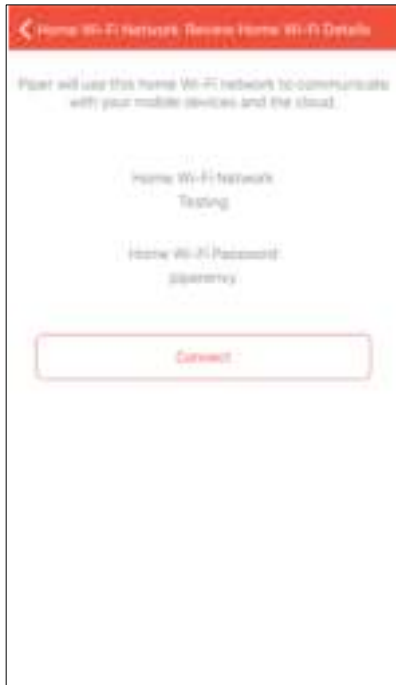 Home Wi-Fi Network Review Home Wi-Fi Details
Piper will use this home Wi-Fi network to communicate
with your mobile devices and the cloud.
Home Wi-Fi Network
Testing
Home Wi-Fi Password
Connect